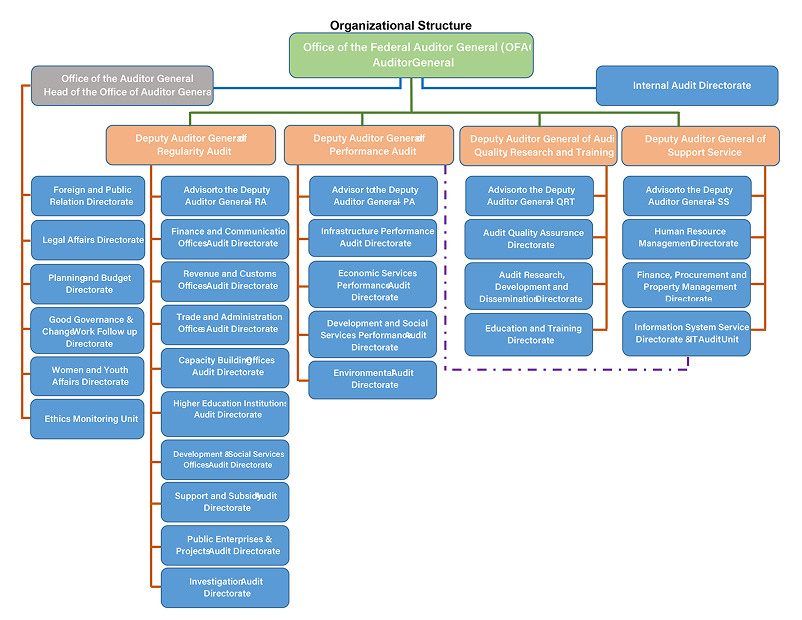 Organizational Structure
Office of the Federal Auditor General (OFAG
AuditorGeneral
Office of the Auditor General
Head of the Office of Auditor General
Internal Audit Directorate
Deputy Auditor General of
Regularity Audit
Deputy Auditor General of
Performance Audit
Deputy Auditor General of Audi
Quality, Research and Training
Deputy Auditor General of
Support Service
Foreign and Public
Relation Directorate
Legal Affairs Directorate
Planning and Budget
Directorate
Good Governance &
Change Work Follow up
Directorate
Women and Youth
Affairs Directorate
Ethics Monitoring Unit
Advisor to the Deputy
Auditor General - RA
Finance and Communication
Offices Audit Directorate
Revenue and Customs
Offices Audit Directorate
Trade and Administration
Offices Audit Directorate
Capacity Building Offices
Audit Directorate
Higher Education Institutions
Audit Directorate
Development & Social Services
Offices Audit Directorate
Support and Subsidy Audit
Directorate
Public Enterprises &
Projects Audit Directorate
Investigation Audit
Directorate
Advisor to the Deputy
Auditor General - PA
Infrastructure Performance
Audit Directorate
Economic Services
Performance Audit
Directorate
Development and Social
Services Performance Audit
Directorate
Environmental Audit
Directorate
Advisor to the Deputy
Auditor General - QRT
Audit Quality Assurance
Directorate
Audit Research,
Development and
Dissemination Directorate
Education and Training
Directorate
Advisor to the Deputy
Auditor General - SS
Human Resource
Management Directorate
Finance, Procurement and
Property Management
Directorate
Information System Service
Directorate & IT Audit Unit